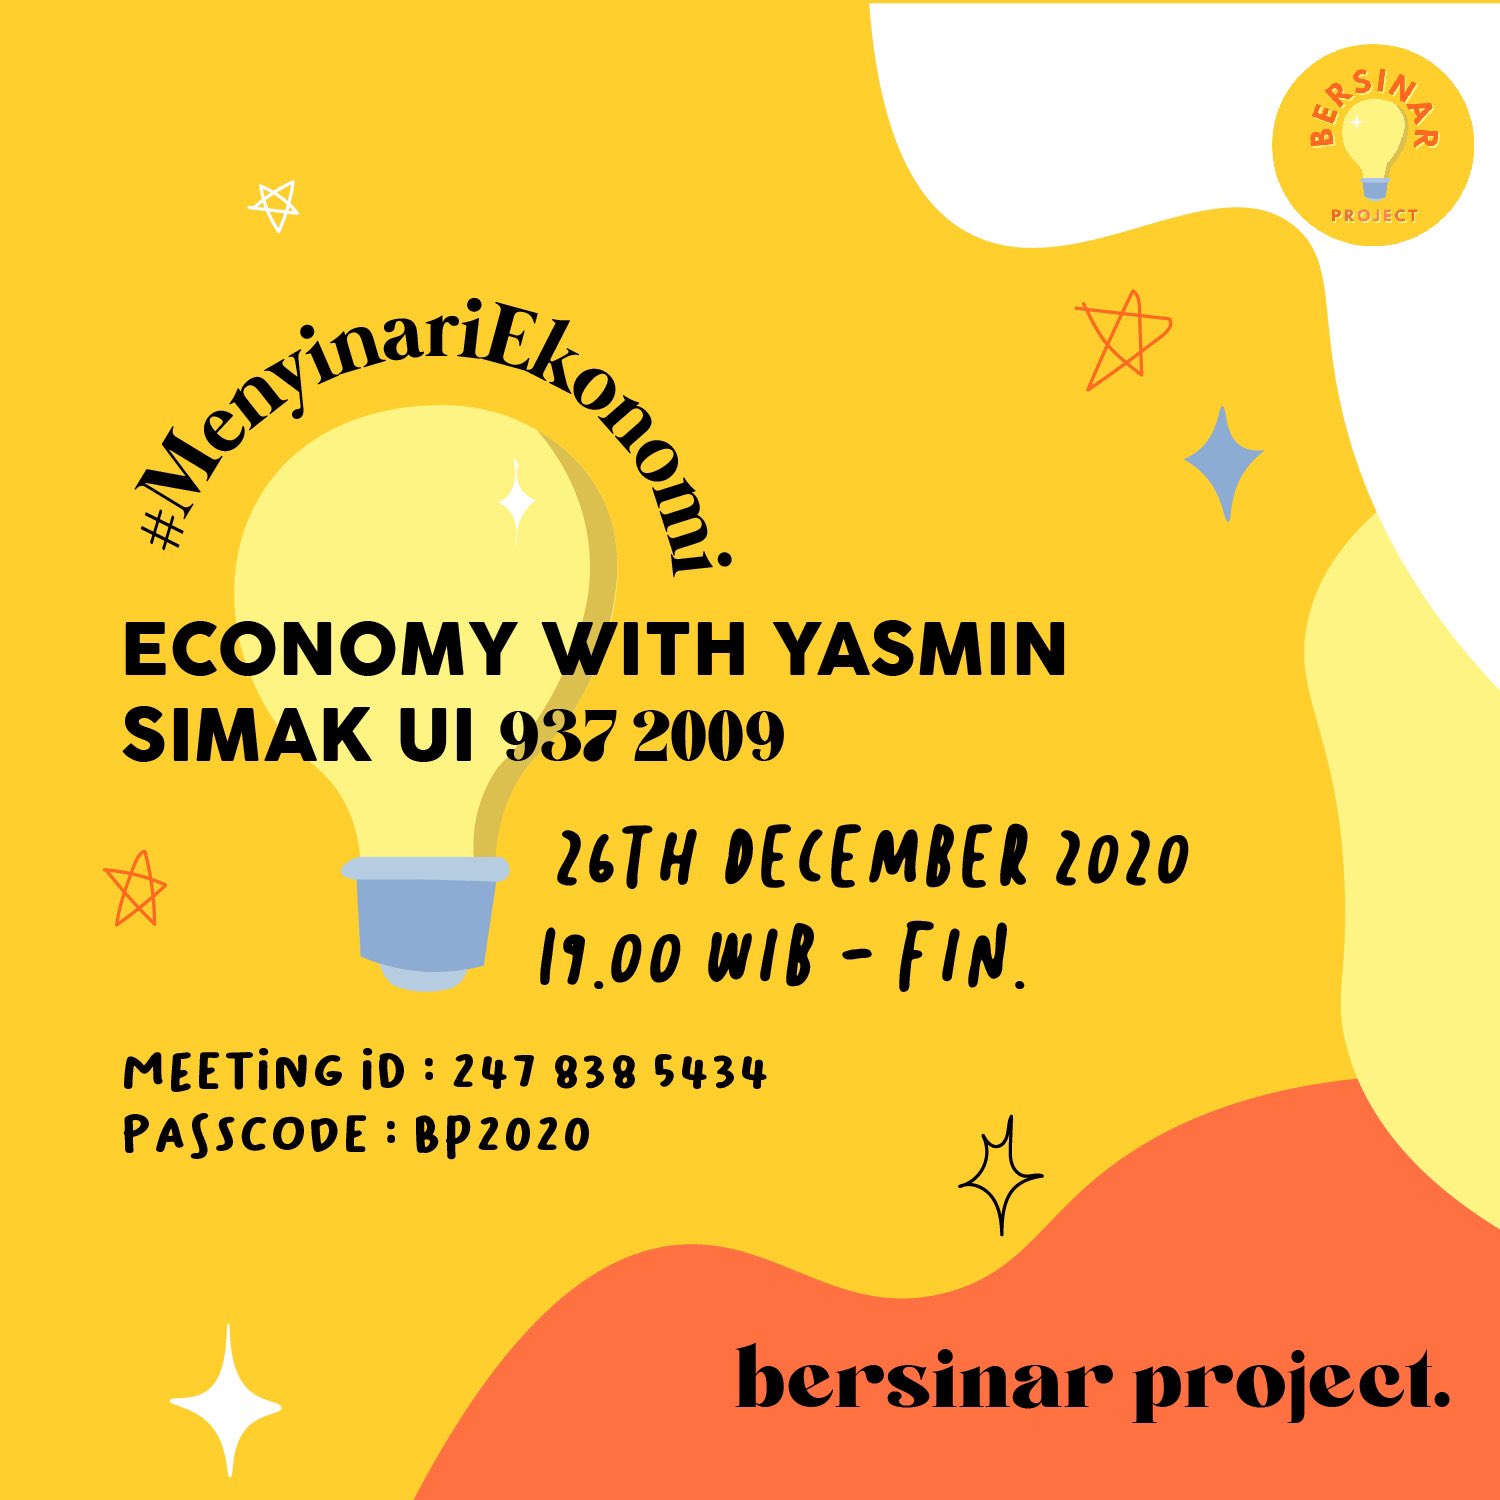 BERSINAR
PROJECT
#MenyinariEkonomi
ECONOMY WITH YASMIN
SIMAK UI 937 2009
26TH DECEMBER 2020
19.00 WIB - FIN.
MEETING ID : 247 838 5434
PASSCODE : BP2020
bersinar project.